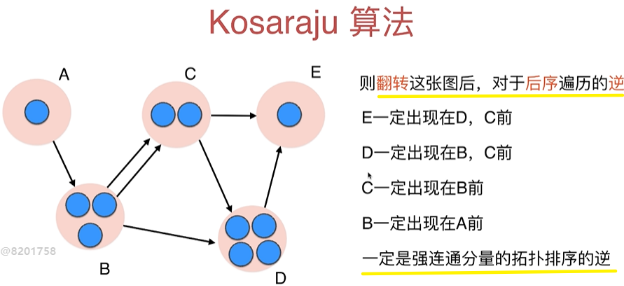 Kosaraju 算法
A
C
E
B
D
则翻转这张图后，对于后序遍历的逆
E一定出现在D，C前
D一定出现在B，C前
C一定出现在B前
B一定出现在A前
一定是强连通分量的拓扑排序的逆
@8201758